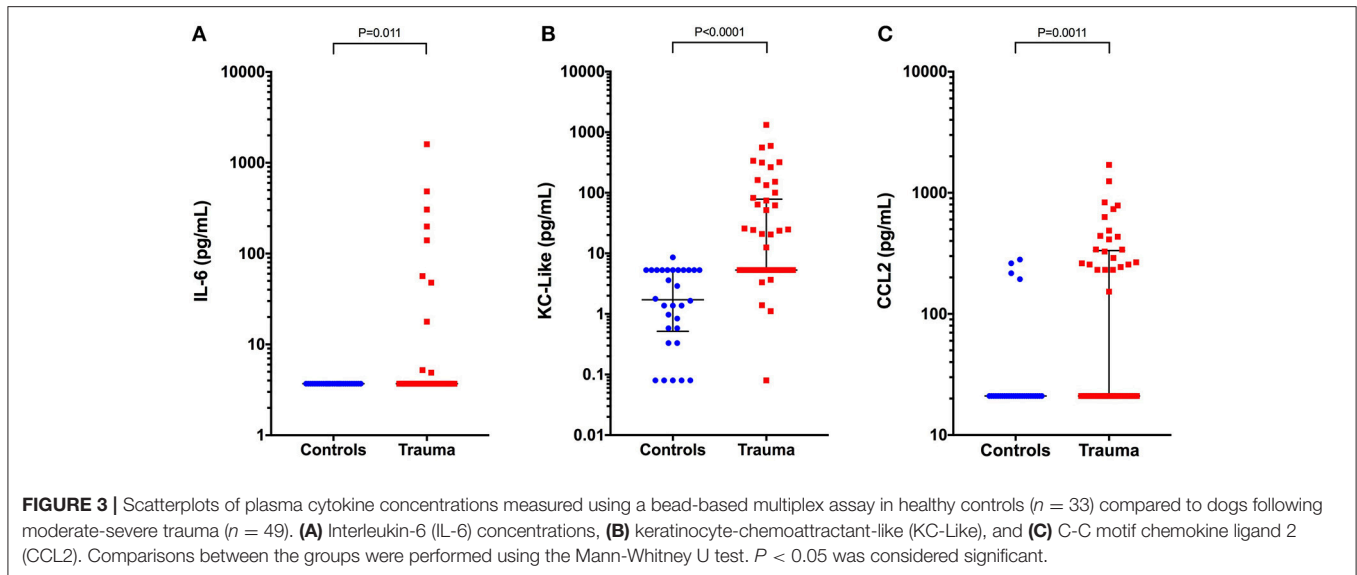 A
P=0.011
10000
1000
100
10
1
IL-6 (pg/mL)
Controls Trauma
B
P<0.0001
10000
1000
100
10
1
0.1
0.01
KC-Like (pg/mL)
Controls Trauma
C
P=0.0011
10000
1000
100
10
CCL2 (pg/mL)
Controls Trauma
FIGURE 3 | Scatterplots of plasma cytokine concentrations measured using a bead-based multiplex assay in healthy controls (n = 33) compared to dogs following
moderate-severe trauma (n = 49). (A) Interleukin-6 (IL-6) concentrations, (B) keratinocyte-chemoattractant-like (KC-Like), and (C) C-C motif chemokine ligand 2
(CCL2). Comparisons between the groups were performed using the Mann-Whitney U test. P < 0.05 was considered significant.